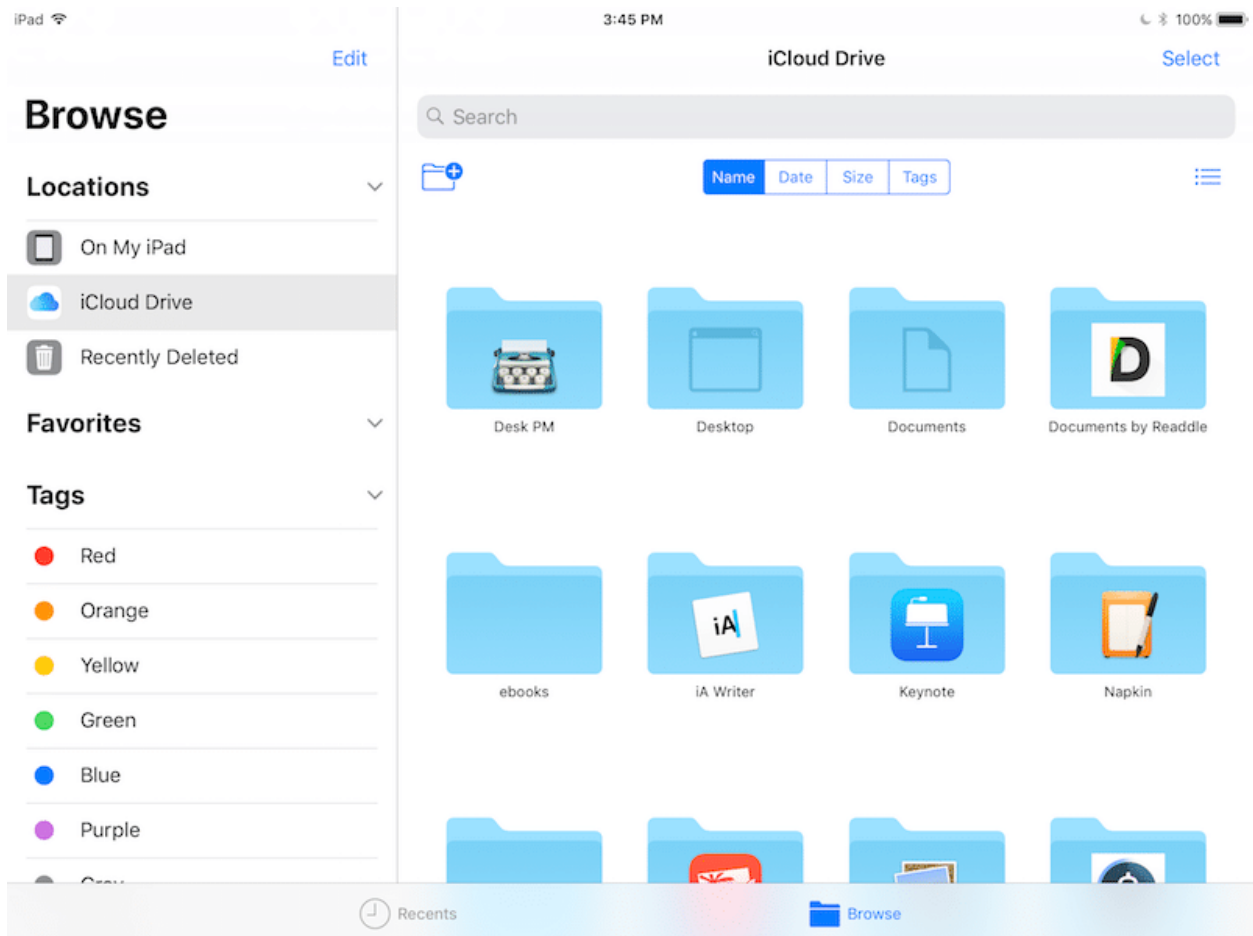 iPad 3:45 PM 100%
Edit
Browse
Locations
On My iPad
iCloud Drive
Recently Deleted
Favorites
Tags
Red
Orange
Yellow
Green
Blue
Purple
Gray
iCloud Drive Select
Search
Name Date Size Tags
Desk PM Desktop Documents Documents by Readdle
D
ebooks iA Writer Keynote Napkin
iA
Recents Browse